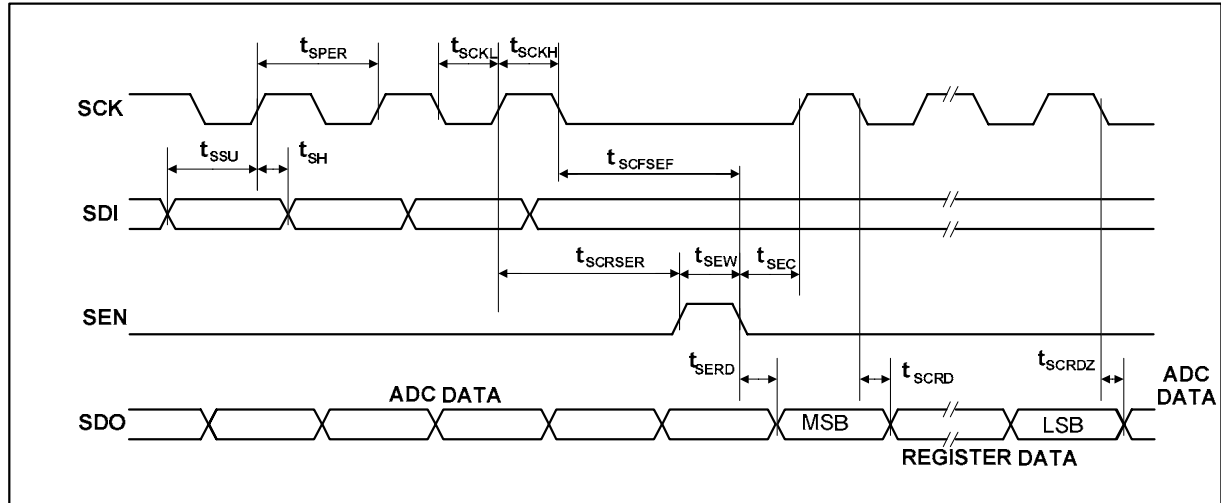 tSPER
tSCKL
tSCKH
SCK
tSSU
tSH
tSCFSEF
SDI
tSCRSER
tSEW
tSEC
SEN
tSERD
tSCRD
tSCRDZ
ADC DATA
ADC
DATA
SDO
MSB
LSB
REGISTER DATA